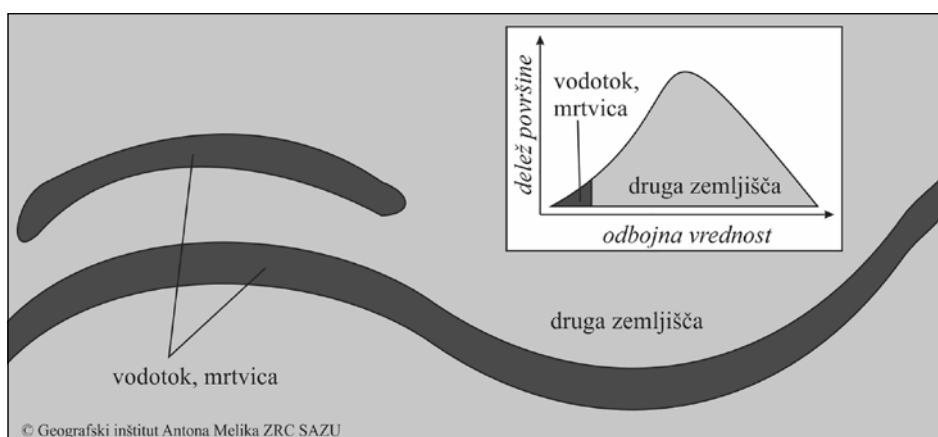 delež površine
vodotok,
mrtvica
druga zemljišča
odbojna vrednost
druga zemljišča
vodotok, mrtvica
© Geografski inštitut Antona Melika ZRC SAZU